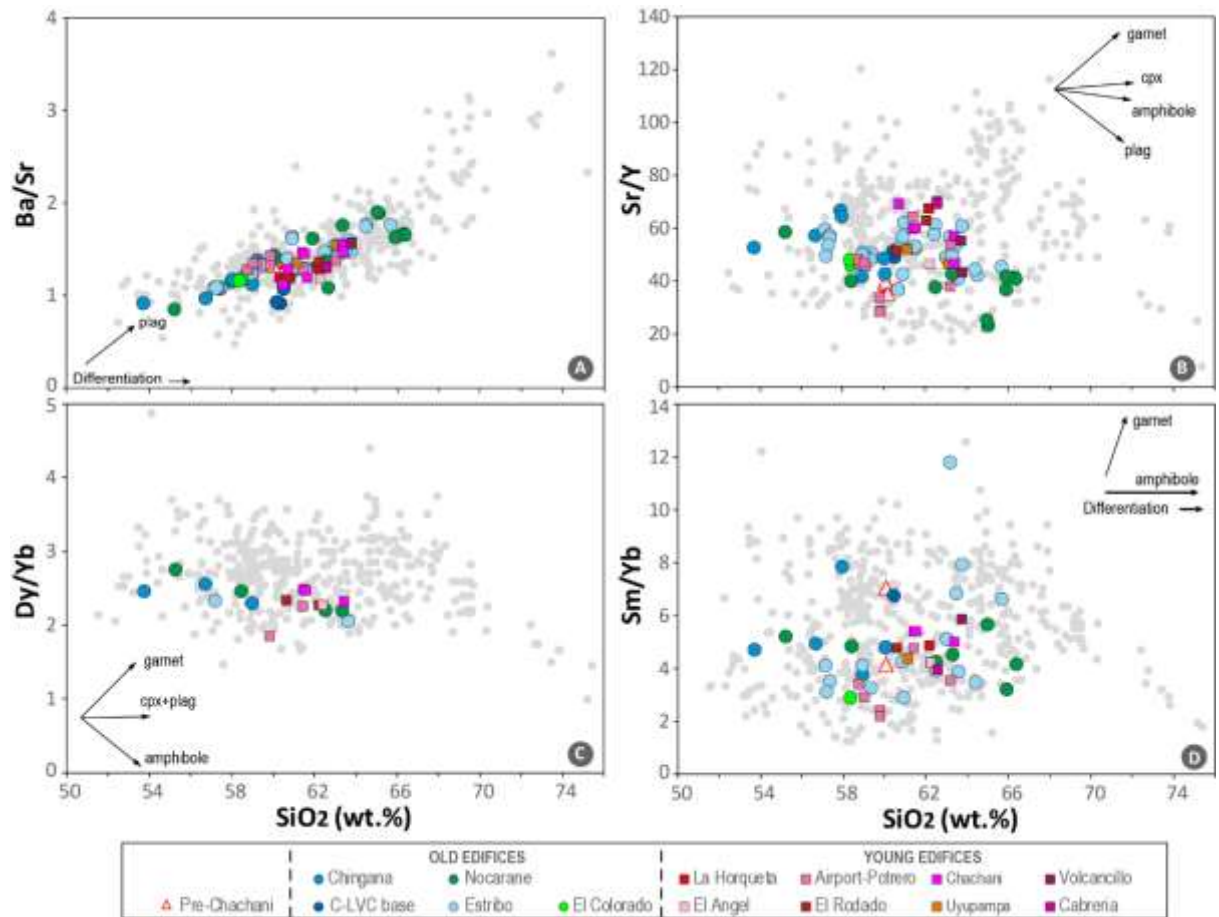 4
3
2
1
0
Ba/Sr
plag
Differentiation
A
140
120
100
80
60
40
20
0
Sr/Y
garnet
cpx
amphibole
plag
B
5
4
3
2
1
0
Dy/Yb
garnet
cpx+plag
amphibole
C
50 54 58 62 66 70 74
SiO2 (wt.%)
14
12
10
8
6
4
2
0
Sm/Yb
garnet
amphibole
Differentiation
D
50 54 58 62 66 70 74
SiO2 (wt.%)
OLD EDIFICES YOUNG EDIFICES
Chingana Nocarane La Horqueta Airport-Potrero Chachani Volcancillo
Pre-Chachani C-LVC base Estribo El Colorado El Angel El Rodado Uyupampa Cabreria